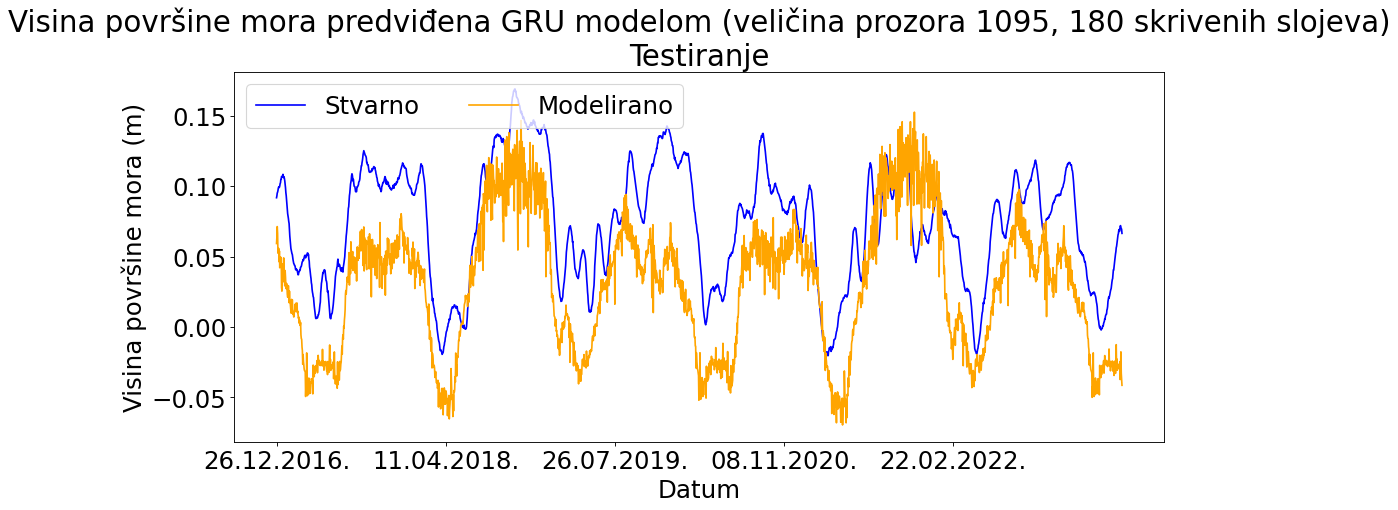 Visina površine mora predviđena GRU modelom (veličina prozora 1095, 180 skrivenih slojeva)
Testiranje
Stvarno
Modelirano
Visina površine mora (m)
0.15
0.10
0.05
0.00
−0.05
26.12.2016.
11.04.2018.
26.07.2019.
08.11.2020.
22.02.2022.
Datum